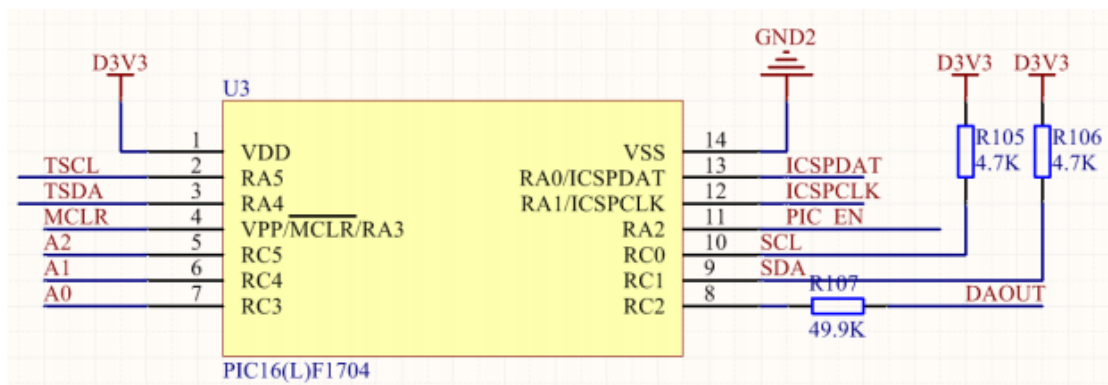 GND2
D3V3
D3V3 D3V3
U3
1 VDD
VSS 14
R105 4.7K
R106 4.7K
TSCL 2 RA5
RA0/ICSPDAT 13 ICSPDAT
TSDA 3 RA4
RA1/ICSPCLK 12 ICSPCLK
MCLR 4 VPP/MCLR/RA3
RA2 11 PIC_EN
A2 5 RC5
RC0 10 SCL
A1 6 RC4
RC1 9 SDA
A0 7 RC3
RC2 8 R107 49.9K DAOUT
PIC16(L)F1704